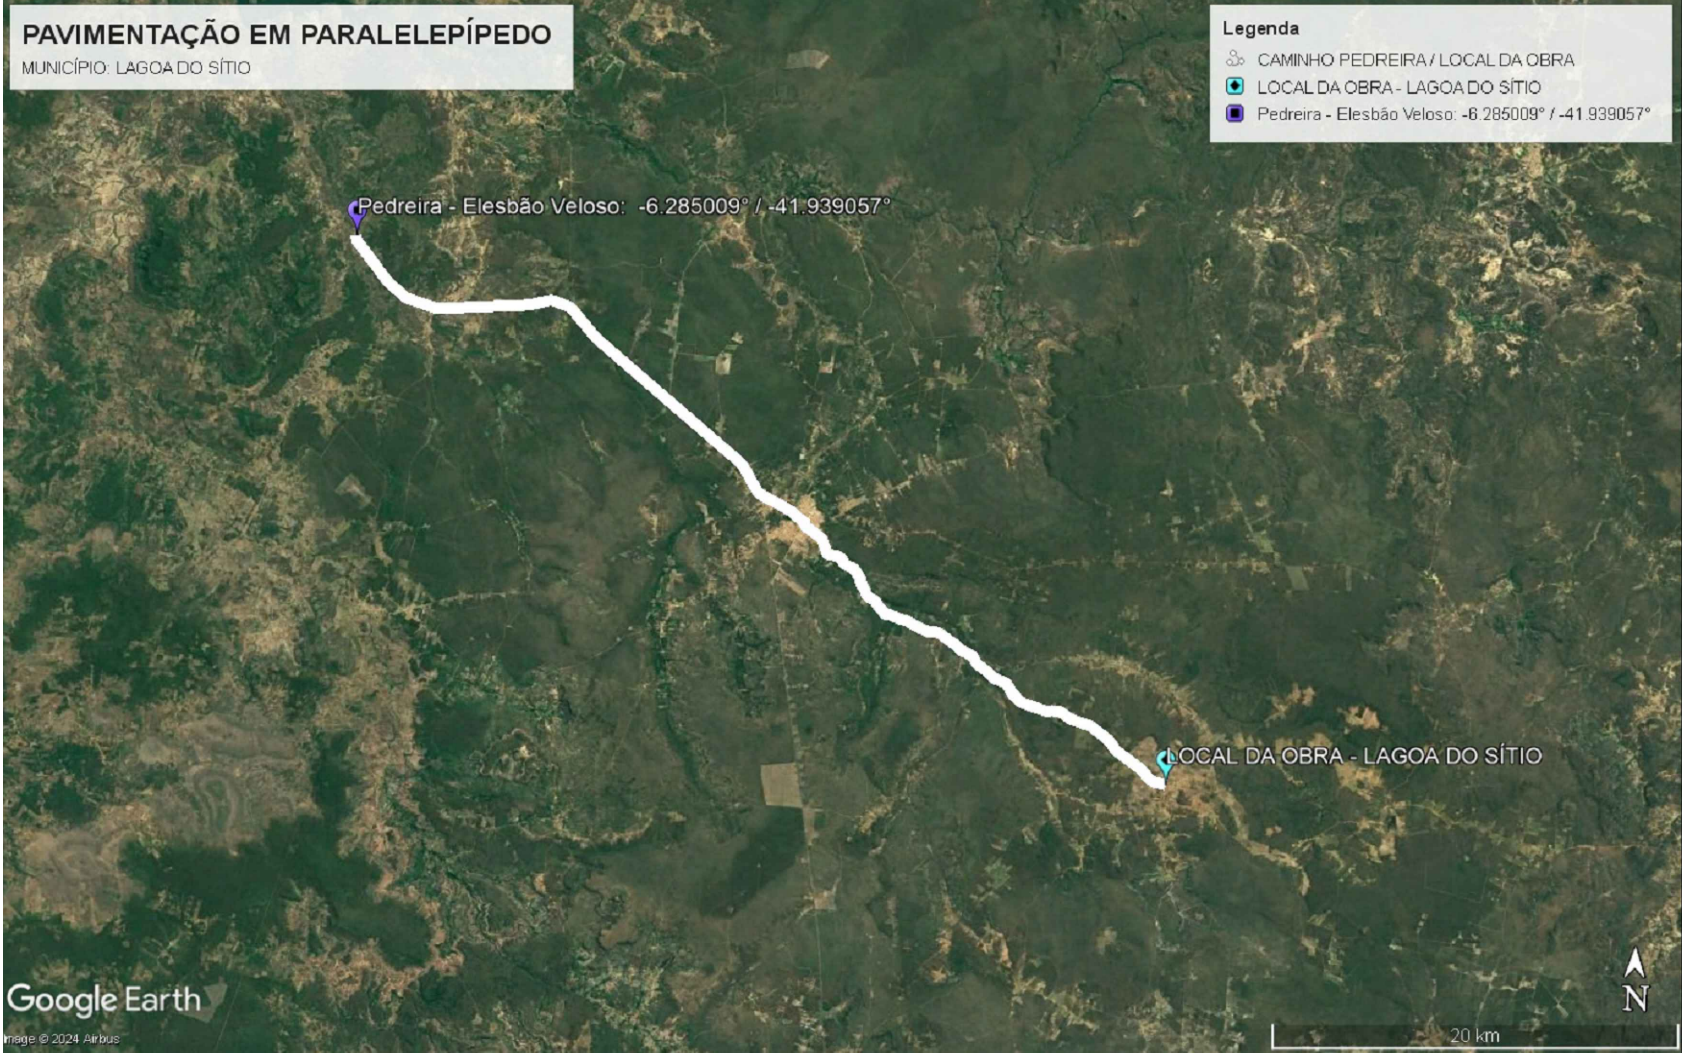 PAVIMENTAÇÃO EM PARALELEPÍPEDO
MUNICÍPIO: LAGOA DO SÍTIO
Legenda
CAMINHO PEDREIRA / LOCAL DA OBRA
LOCAL DA OBRA - LAGOA DO SÍTIO
Pedreira - Elesbão Veloso: -6.285009° / -41.939057°
Pedreira - Elesbão Veloso: -6.285009° / -41.939057°
LOCAL DA OBRA - LAGOA DO SÍTIO
Google Earth
mage © 2024 Airbus
N
20 km